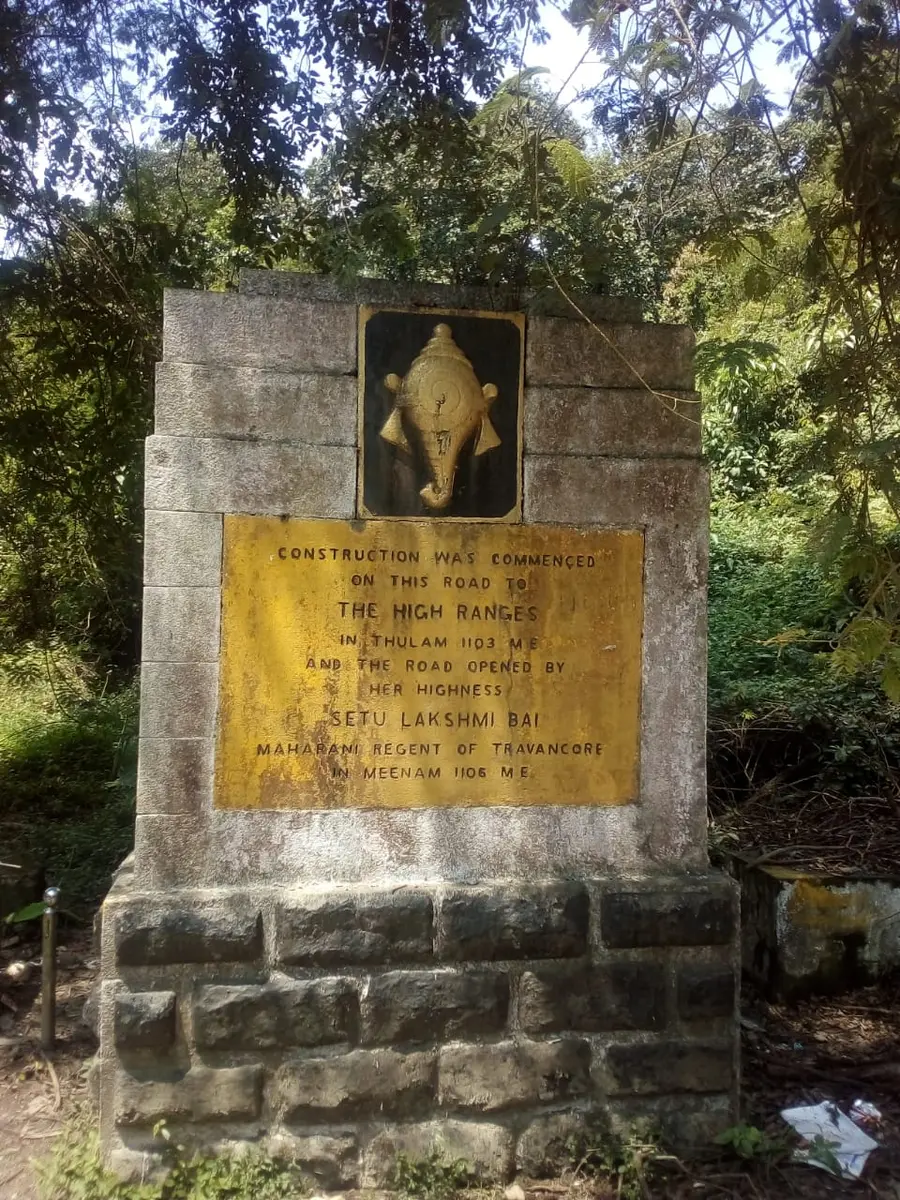 CONSTRUCTION WAS COMMENCED
ON THIS ROAD TO
THE HIGH RANGES
IN THULAM 1103 M E
AND THE ROAD OPENED BY
HER HIGHNESS
SETU LAKSHMI BAI
MAHARANI REGENT OF TRAVANCORE
IN MEENAM 1106 M E